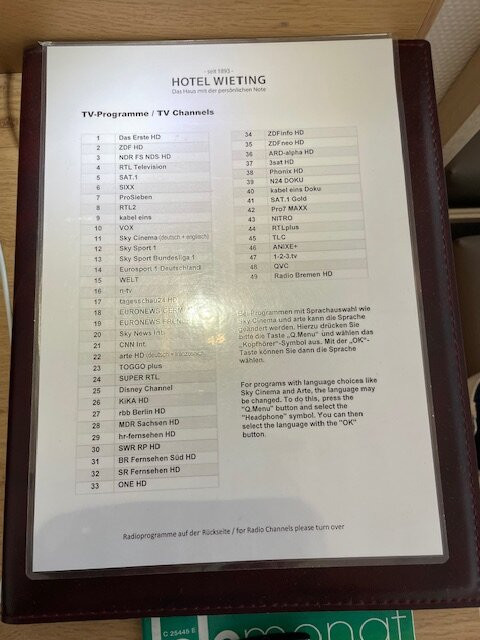 - seit 1893 -
HOTEL WIETING
Das Haus mit der persönlichen Note
TV-Programme / TV Channels
1 Das Erste HD
2 ZDF HD
3 NDR FS NDS HD
4 RTL Television
5 SAT.1
6 SIXX
7 ProSieben
8 RTL2
9 kabel eins
10 VOX
11 Sky Cinema (deutsch + englisch)
12 Sky Sport 1
13 Sky Sport Bundesliga 1
14 Eurosport 1 Deutschland
15 WELT
16 n-tv
17 tagesschau24 HD
18 EURONEWS GERMAN
19 EURONEWS FRENCH
20 Sky News Intl.
21 CNN Int.
22 arte HD (deutsch + französisch)
23 TOGGO plus
24 SUPER RTL
25 Disney Channel
26 KiKA HD
27 rbb Berlin HD
28 MDR Sachsen HD
29 hr-fernsehen HD
30 SWR RP HD
31 BR Fernsehen Süd HD
32 SR Fernsehen HD
33 ONE HD
34 ZDFinfo HD
35 ZDFneo HD
36 ARD-alpha HD
37 3sat HD
38 Phonix HD
39 N24 DOKU
40 kabel eins Doku
41 SAT.1 Gold
42 Pro7 MAXX
43 NITRO
44 RTLplus
45 TLC
46 ANIXE+
47 1-2-3.tv
48 QVC
49 Radio Bremen HD
Bei Programmen mit Sprachauswahl wie
Sky Cinema und arte kann die Sprache
geändert werden. Hierzu drücken Sie
bitte die Taste „Q.Menu" und wählen das
„Kopfhörer"-Symbol aus. Mit der „OK"-
Taste können Sie dann die Sprache
wählen.
For programs with language choices like
Sky Cinema and Arte, the language may
be changed. To do this, press the
"Q.Menu" button and select the
"Headphone" symbol. You can then
select the language with the "OK"
button.
Radioprogramme auf der Rückseite / for Radio Channels please turn over
C 25446 E
monat